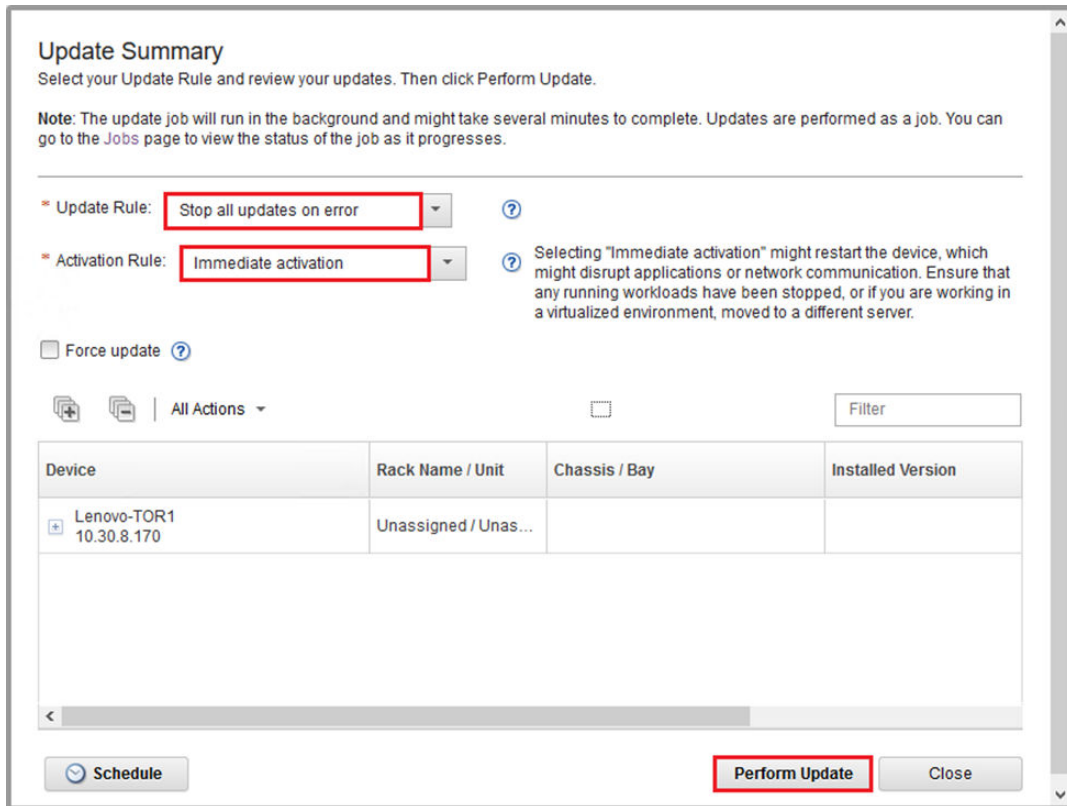 Update Summary
Select your Update Rule and review your updates. Then click Perform Update.
Note: The update job will run in the background and might take several minutes to complete. Updates are performed as a job. You can
go to the Jobs page to view the status of the job as it progresses.
* Update Rule: Stop all updates on error ?
* Activation Rule: Immediate activation ? Selecting "Immediate activation" might restart the device, which
might disrupt applications or network communication. Ensure that
any running workloads have been stopped, or if you are working in
a virtualized environment, moved to a different server.
Force update ?
All Actions Filter
Device Rack Name / Unit Chassis / Bay Installed Version
Lenovo-TOR1
10.30.8.170 Unassigned / Unas...
Schedule Perform Update Close